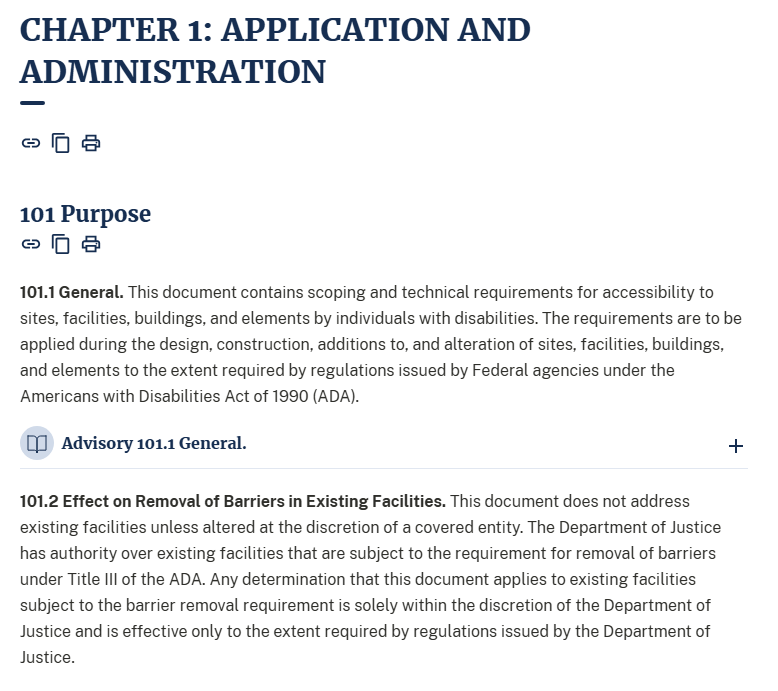 CHAPTER 1: APPLICATION AND
ADMINISTRATION
101 Purpose
101.1 General. This document contains scoping and technical requirements for accessibility to
sites, facilities, buildings, and elements by individuals with disabilities. The requirements are to be
applied during the design, construction, additions to, and alteration of sites, facilities, buildings,
and elements to the extent required by regulations issued by Federal agencies under the
Americans with Disabilities Act of 1990 (ADA).
Advisory 101.1 General.
101.2 Effect on Removal of Barriers in Existing Facilities. This document does not address
existing facilities unless altered at the discretion of a covered entity. The Department of Justice
has authority over existing facilities that are subject to the requirement for removal of barriers
under Title III of the ADA. Any determination that this document applies to existing facilities
subject to the barrier removal requirement is solely within the discretion of the Department of
Justice and is effective only to the extent required by regulations issued by the Department of
Justice.